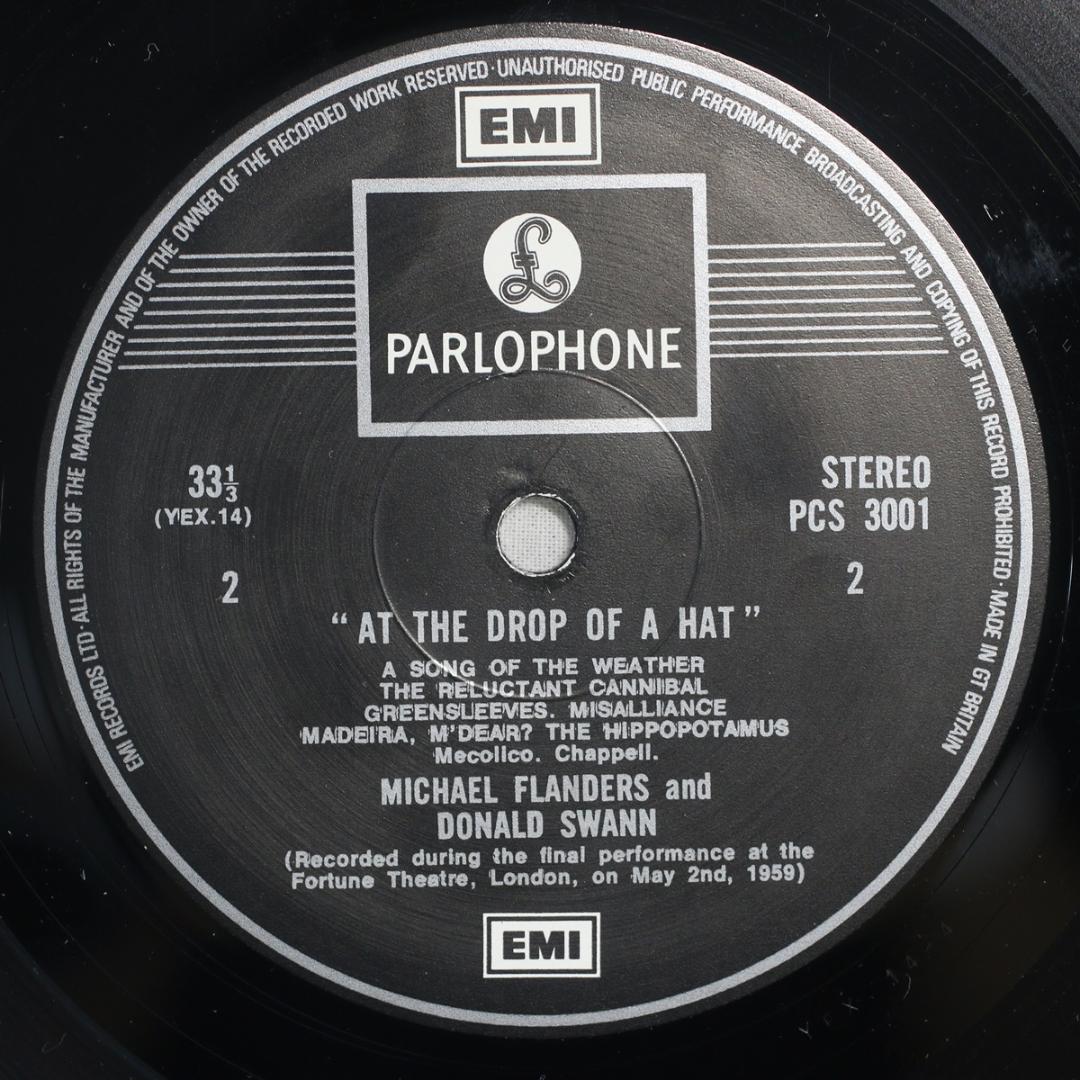 EMI RECORDS LTD · ALL RIGHTS OF THE MANUFACTURER AND OF THE OWNER OF THE RECORDED WORK RESERVED · UNAUTHORISED PUBLIC PERFORMANCE BROADCASTING AND COPYING OF THIS RECORD PROHIBITED · MADE IN GT BRITAIN
EMI
£
PARLOPHONE
33⅓
(YEX.14)
2
STEREO
PCS 3001
2
“AT THE DROP OF A HAT”
A SONG OF THE WEATHER
THE RELUCTANT CANNIBAL
GREENSLEEVES. MISALLIANCE
MADEIRA, M'DEAR? THE HIPPOPOTAMUS
Mecolico. Chappell.
MICHAEL FLANDERS and
DONALD SWANN
(Recorded during the final performance at the
Fortune Theatre, London, on May 2nd, 1959)
EMI